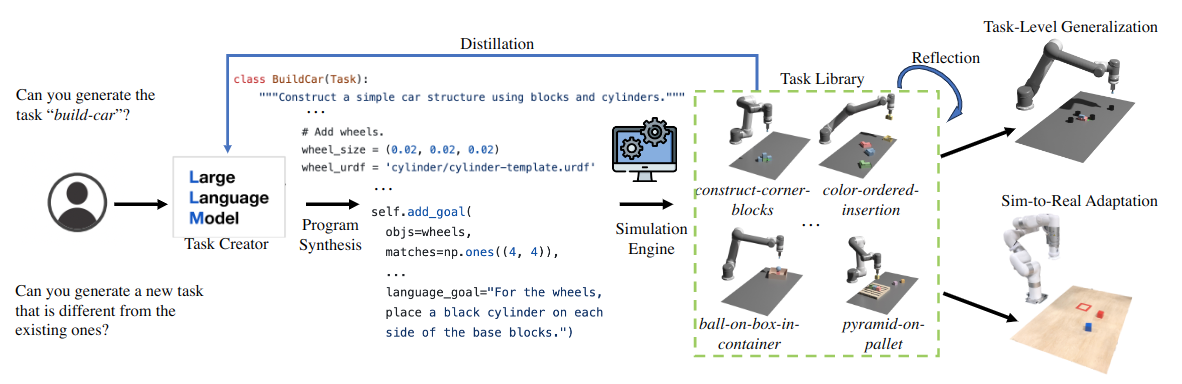 Can you generate the
task “build-car”?
Can you generate a new task
that is different from the
existing ones?
Large
Language
Model
Task Creator
Distillation
Program
Synthesis
class BuildCar(Task):
"""Construct a simple car structure using blocks and cylinders."""
...
# Add wheels.
wheel_size = (0.02, 0.02, 0.02)
wheel_urdf = 'cylinder/cylinder-template.urdf'
...
self.add_goal(
objs=wheels,
matches=np.ones((4, 4)),
...
language_goal="For the wheels,
place a black cylinder on each
side of the base blocks.")
Simulation
Engine
Task Library
construct-corner-
blocks
color-ordered-
insertion
...
ball-on-box-in-
container
pyramid-on-
pallet
Reflection
Task-Level Generalization
Sim-to-Real Adaptation